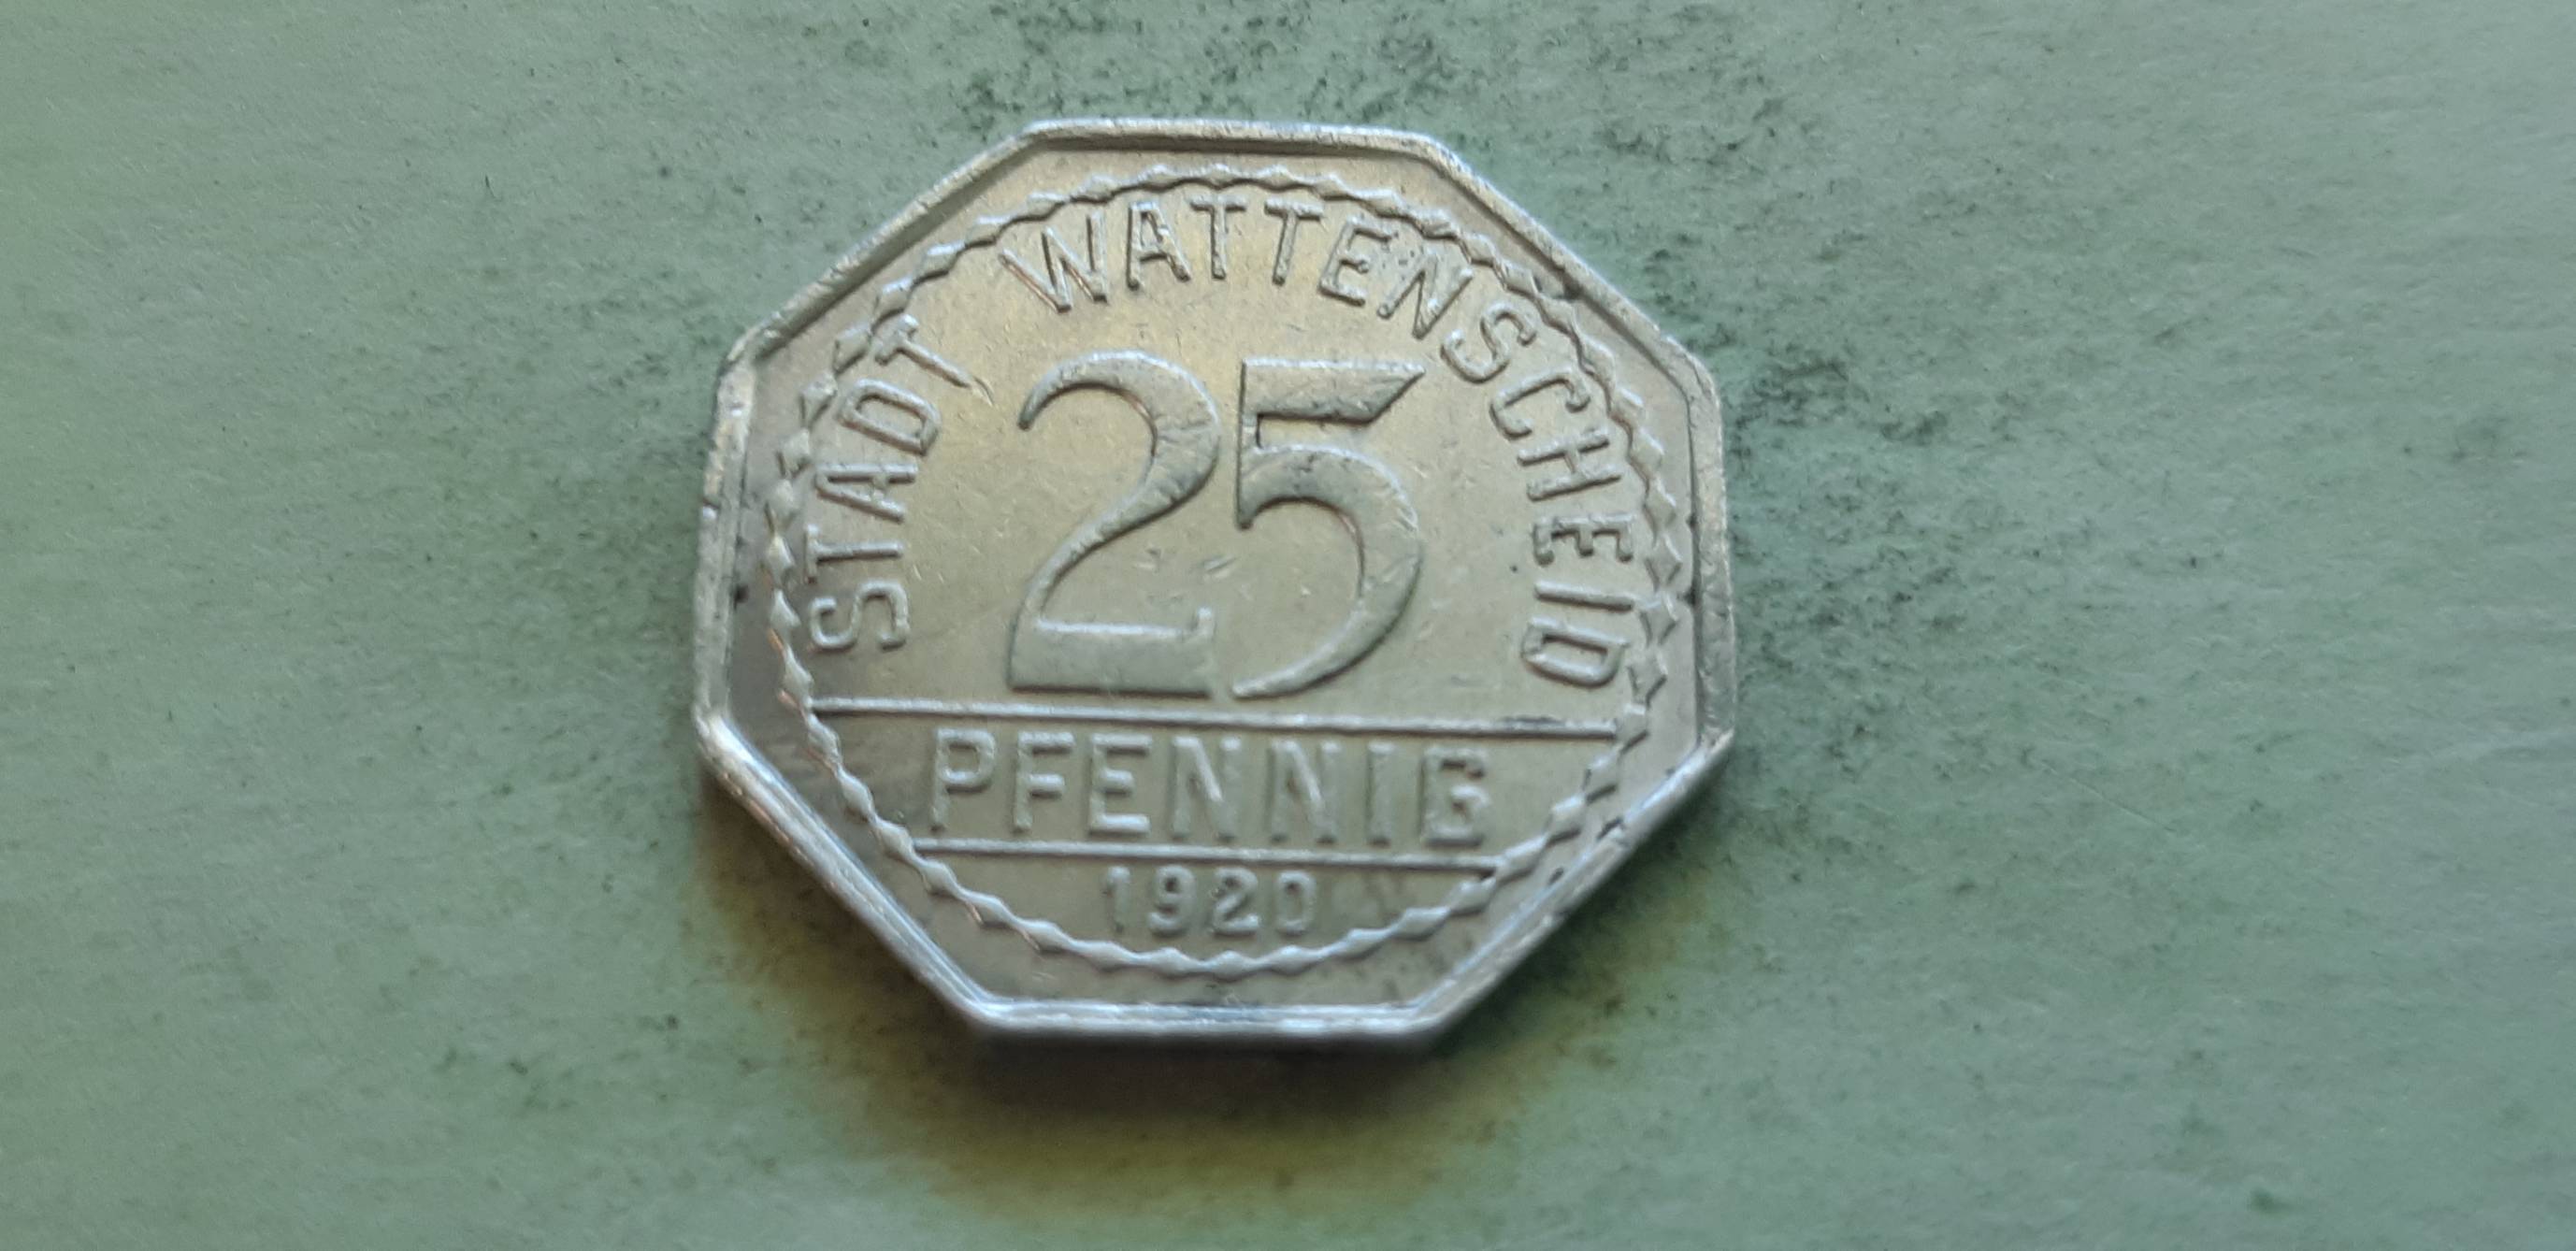 STADT WATTENSCHEID
25
PFENNIG
1920